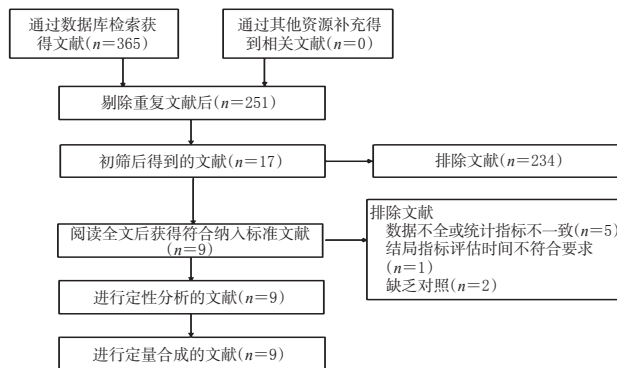 通过数据库检索获
得文献(n=365)
通过其他资源补充得
到相关文献(n=0)
剔除重复文献后(n=251)
初筛后得到的文献(n=17)
排除文献(n=234)
阅读全文后获得符合纳入标准文献
(n=9)
排除文献
数据不全或统计指标不一致(n=5)
结局指标评估时间不符合要求
(n=1)
缺乏对照(n=2)
进行定性分析的文献(n=9)
进行定量合成的文献(n=9)